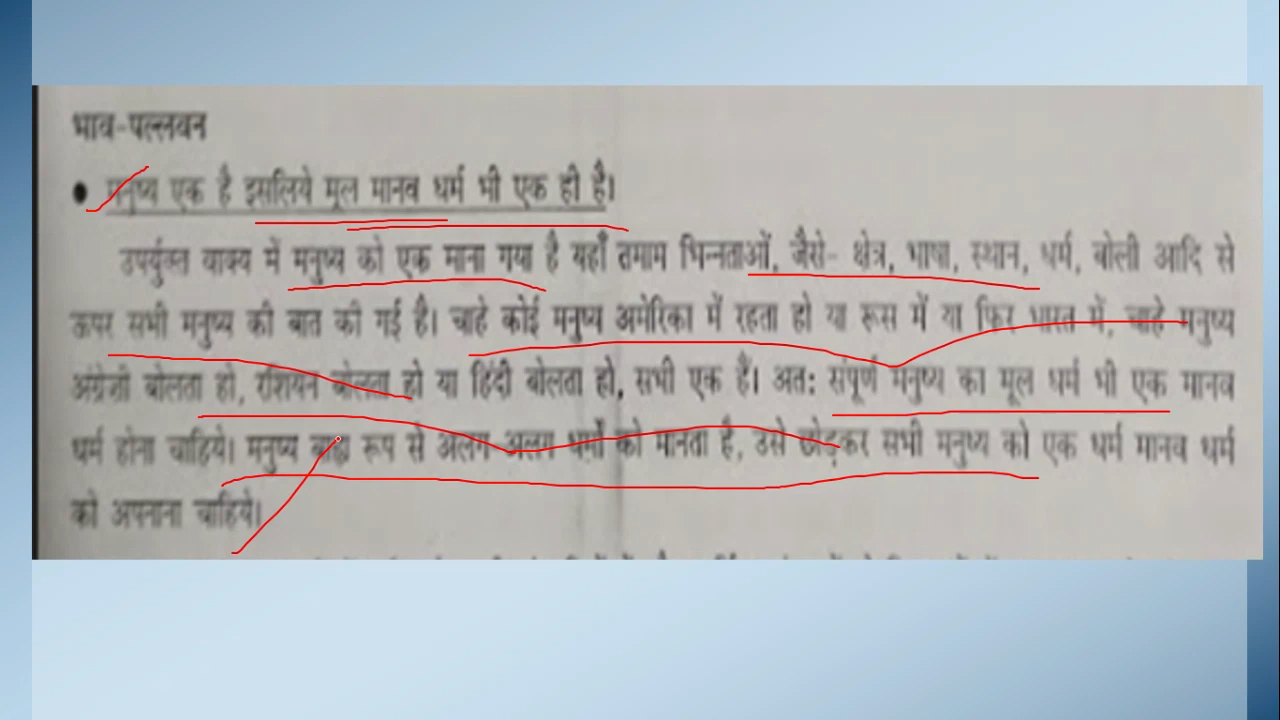 भाव-पल्लवन
● मनुष्य एक है इसलिये मूल मानव धर्म भी एक ही है।
उपर्युक्त वाक्य में मनुष्य को एक माना गया है यहाँ तमाम भिन्नताओं, जैसे- क्षेत्र, भाषा, स्थान, धर्म, बोली आदि से
ऊपर सभी मनुष्य की बात की गई है। चाहे कोई मनुष्य अमेरिका में रहता हो या रूस में या फिर भारत में, चाहे मनुष्य
अंग्रेजी बोलता हो, रशियन बोलता हो या हिंदी बोलता हो, सभी एक है। अतः संपूर्ण मनुष्य का मूल धर्म भी एक मानव
धर्म होना चाहिये। मनुष्य बाह्य रूप से अलग अलग धर्मों को मानता है, उसे छोड़कर सभी मनुष्य को एक धर्म मानव धर्म
को अपनाना चाहिये।